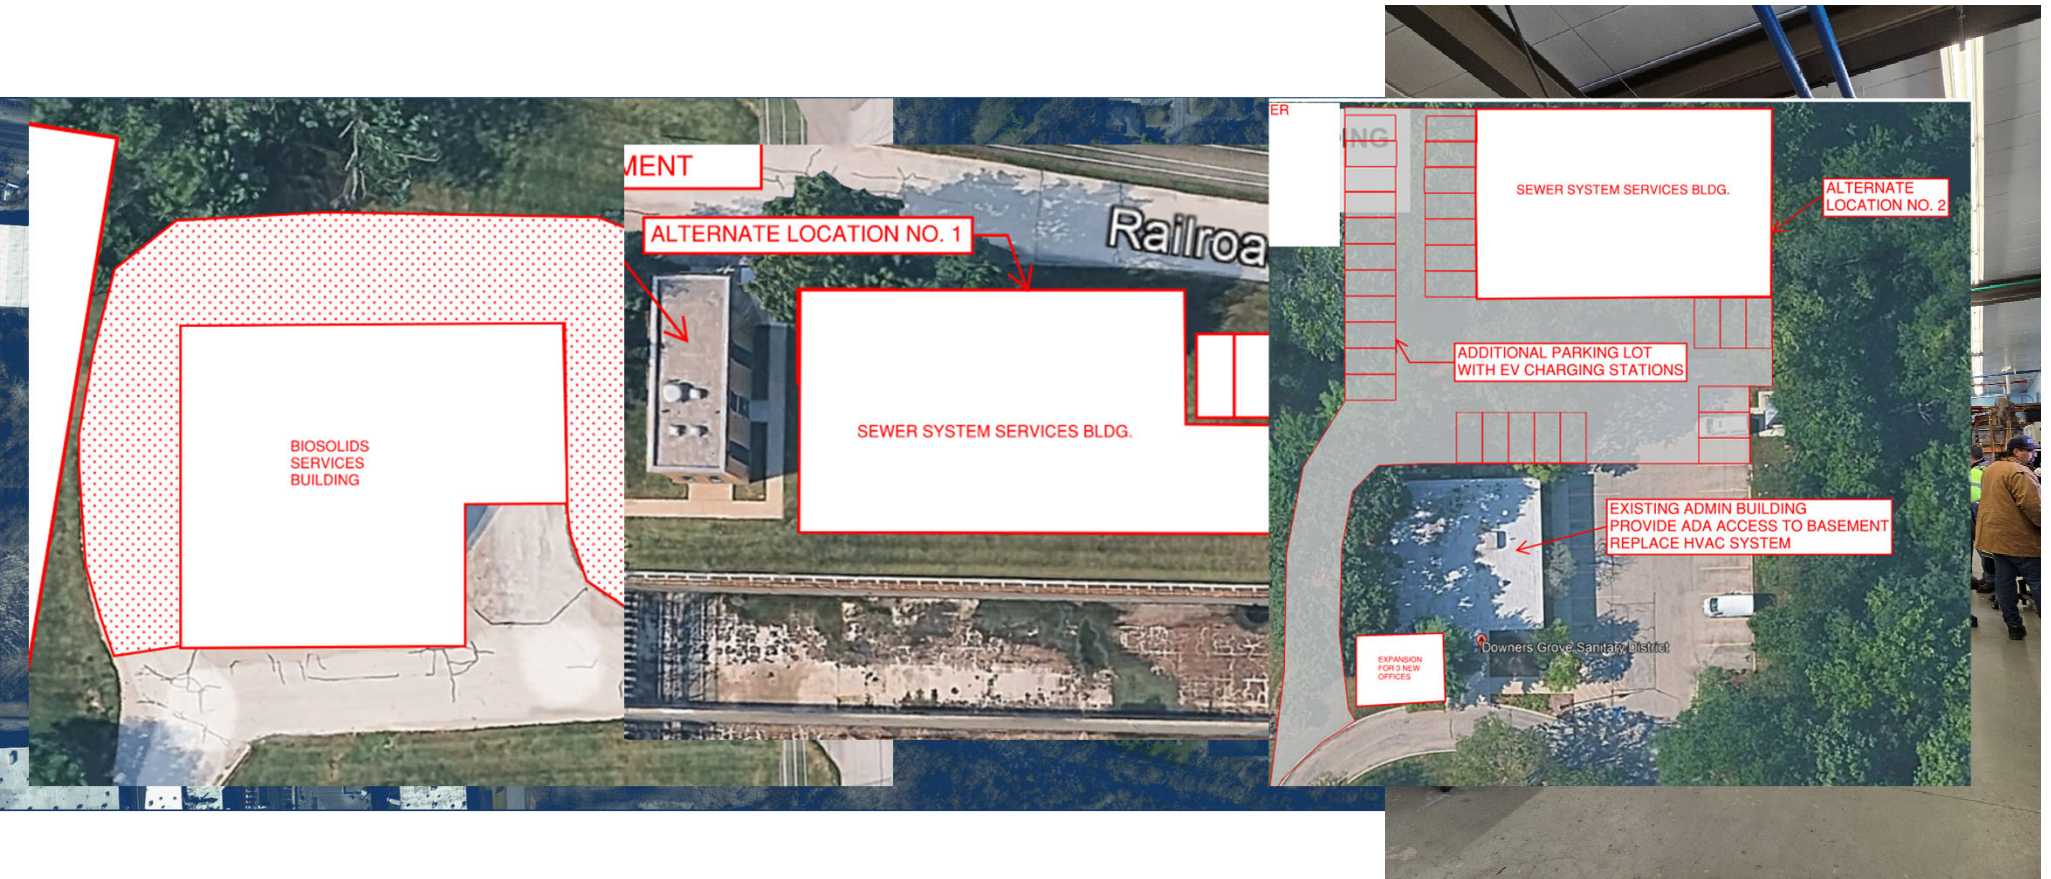 BIOSOLIDS
SERVICES
BUILDING
MENT
ALTERNATE LOCATION NO. 1
Railroa
SEWER SYSTEM SERVICES BLDG.
ER
ING
SEWER SYSTEM SERVICES BLDG.
ALTERNATE
LOCATION NO. 2
ADDITIONAL PARKING LOT
WITH EV CHARGING STATIONS
EXISTING ADMIN BUILDING
PROVIDE ADA ACCESS TO BASEMENT
REPLACE HVAC SYSTEM
Downers Grove Sanitary District
EXPANSION
FOR 3 NEW
OFFICES